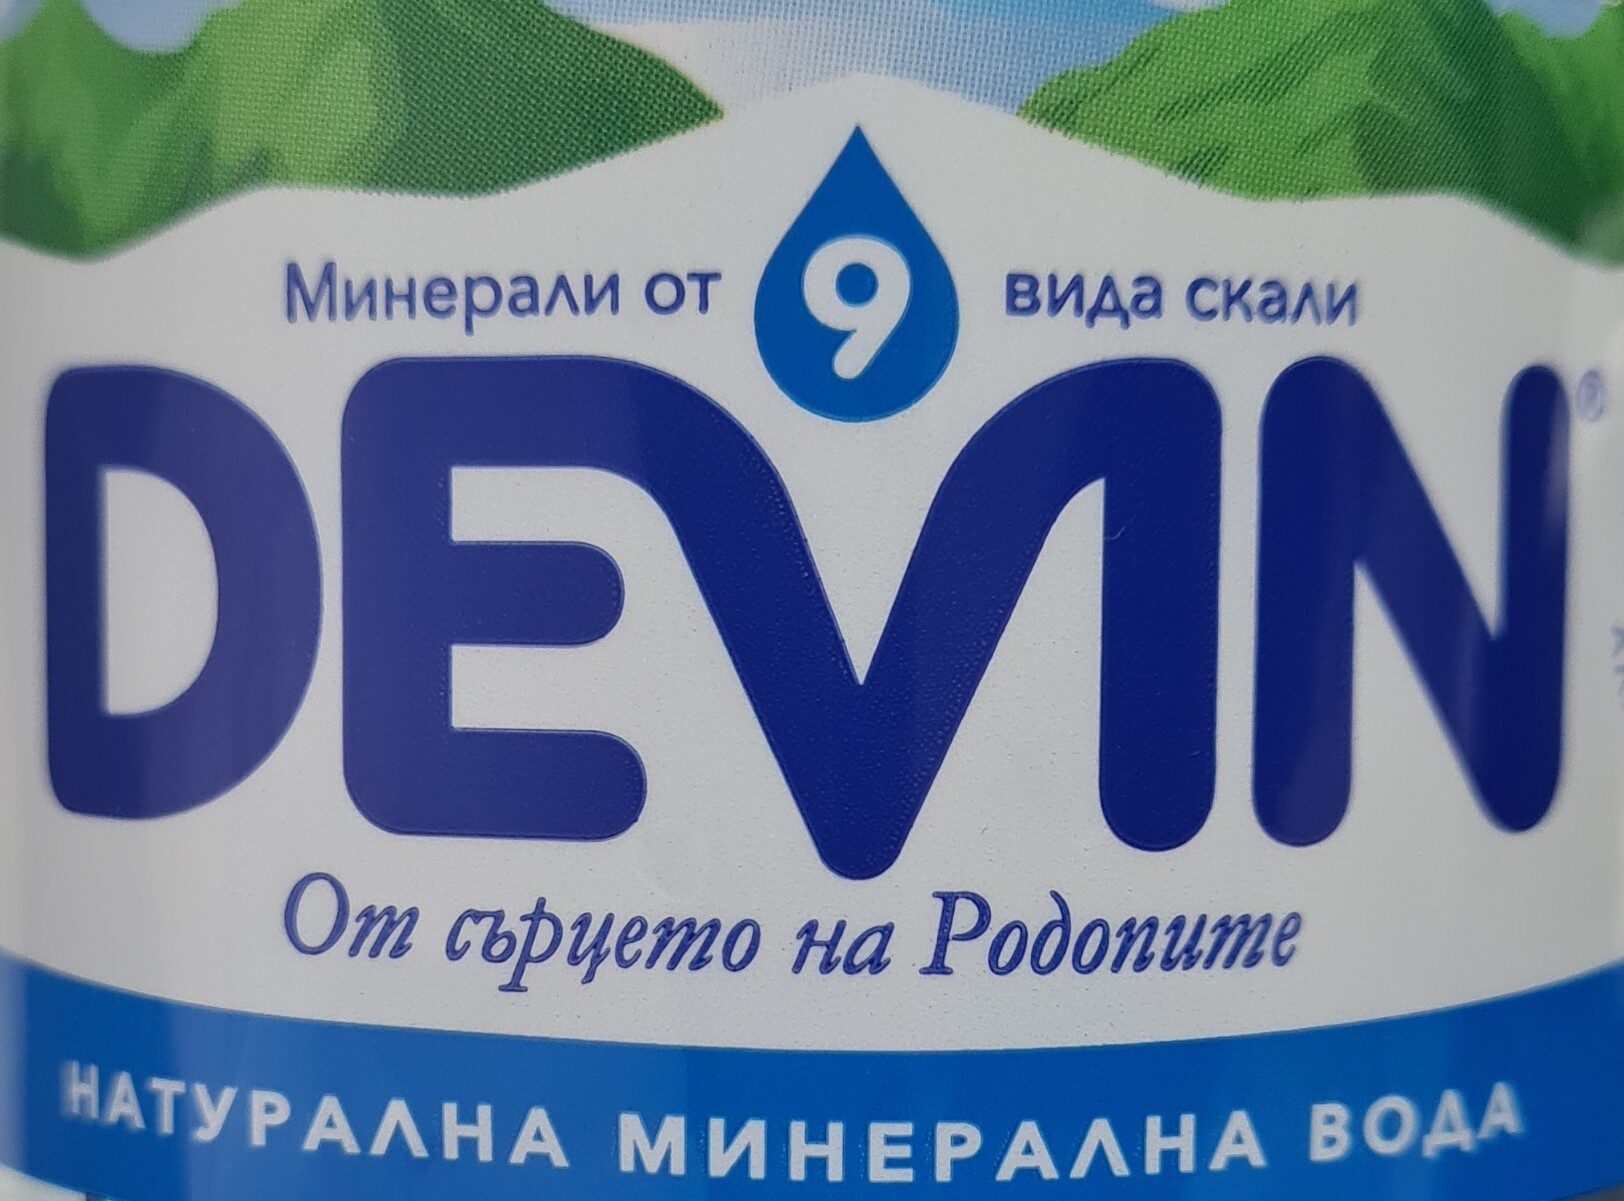 Минерали от 9 вида скали
DEVIN®
От сърцето на Родопите
НАТУРАЛНА МИНЕРАЛНА ВОДА